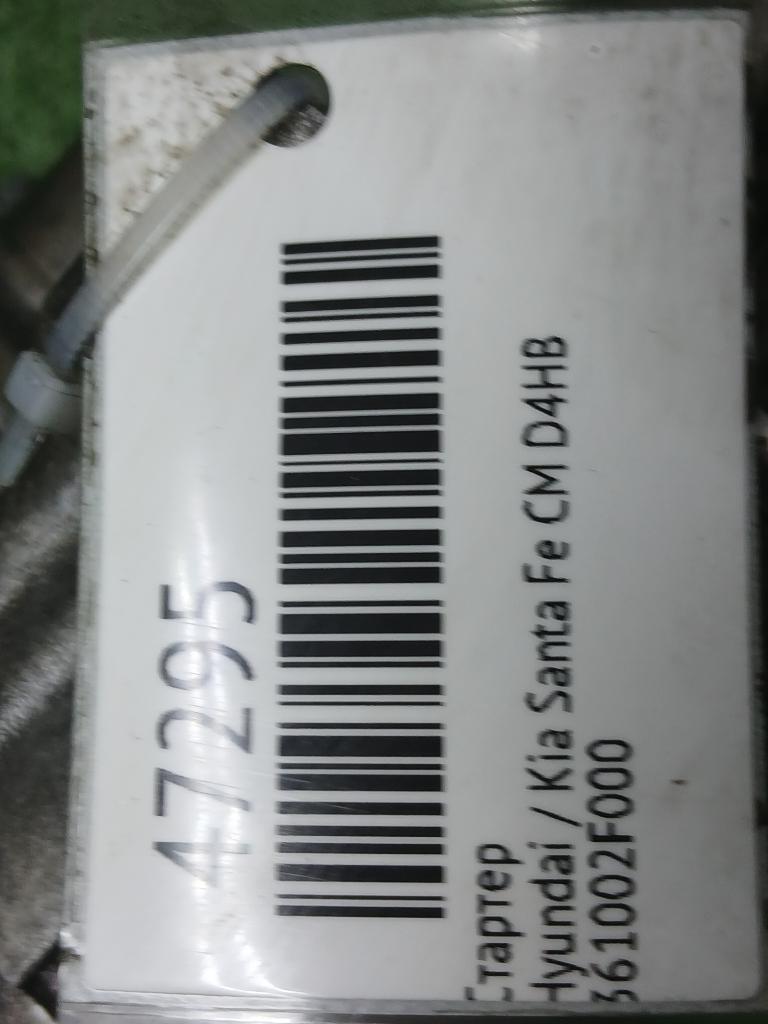 47295
Стартер
Hyundai / Kia Santa Fe CM D4HB
361002F000